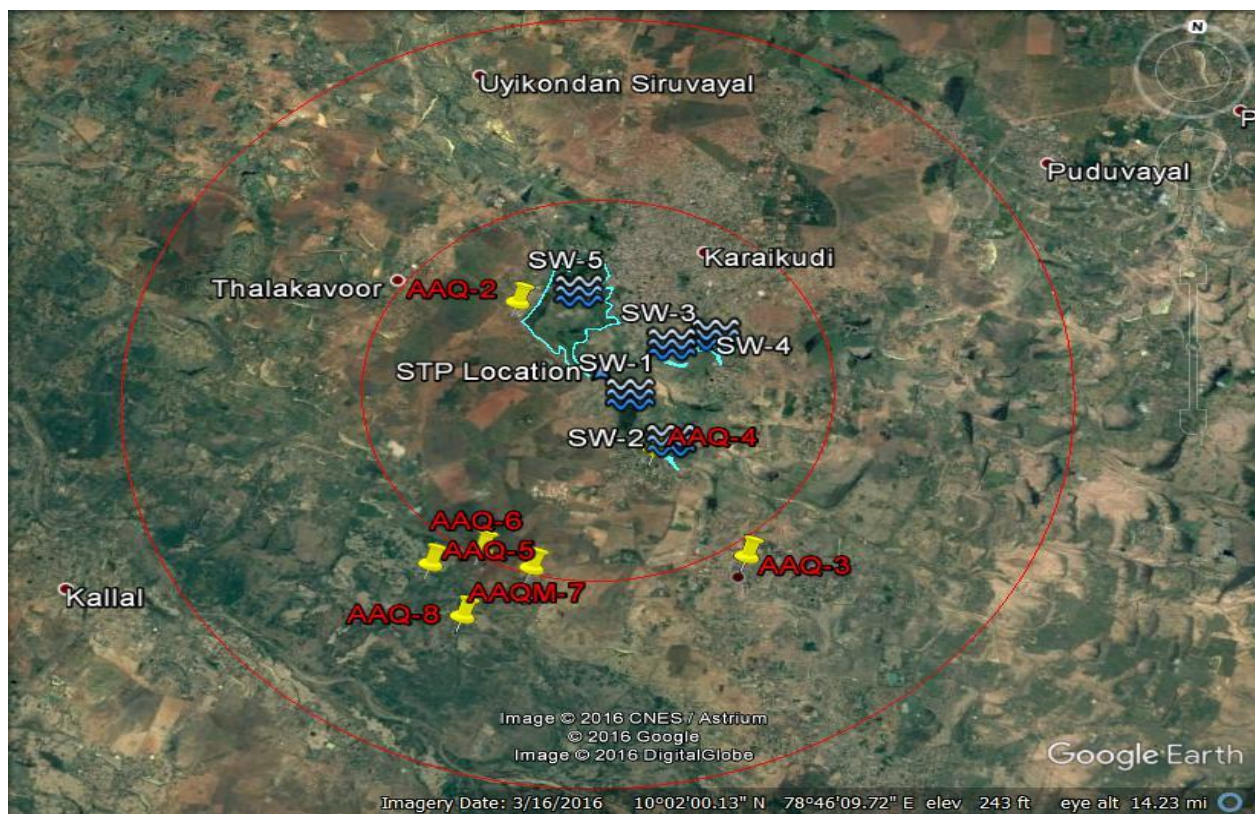 N
Uyikondan Siruvayal
P
Puduvayal
Karaikudi
SW-5
Thalakavoor
AAQ-2
SW-3
SW-4
STP Location
SW-1
SW-2
AAQ-4
AAQ-6
AAQ-5
AAQ-3
AAQM-7
Kallal
AAQ-8
Image © 2016 CNES / Astrium
© 2016 Google
Image © 2016 DigitalGlobe
Google Earth
Imagery Date: 3/16/2016 10°02'00.13" N 78°46'09.72" E elev 243 ft eye alt 14.23 mi